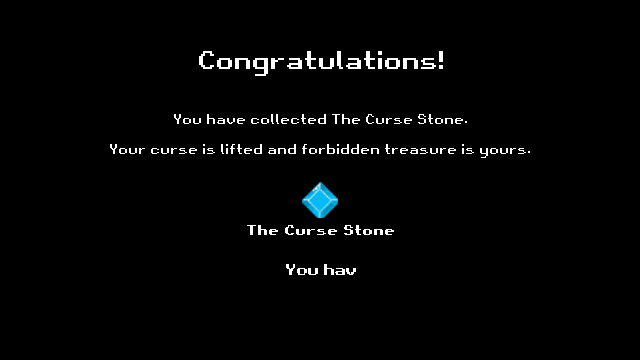 Congratulations!
You have collected The Curse Stone.
Your curse is lifted and forbidden treasure is yours.
The Curse Stone
You hav